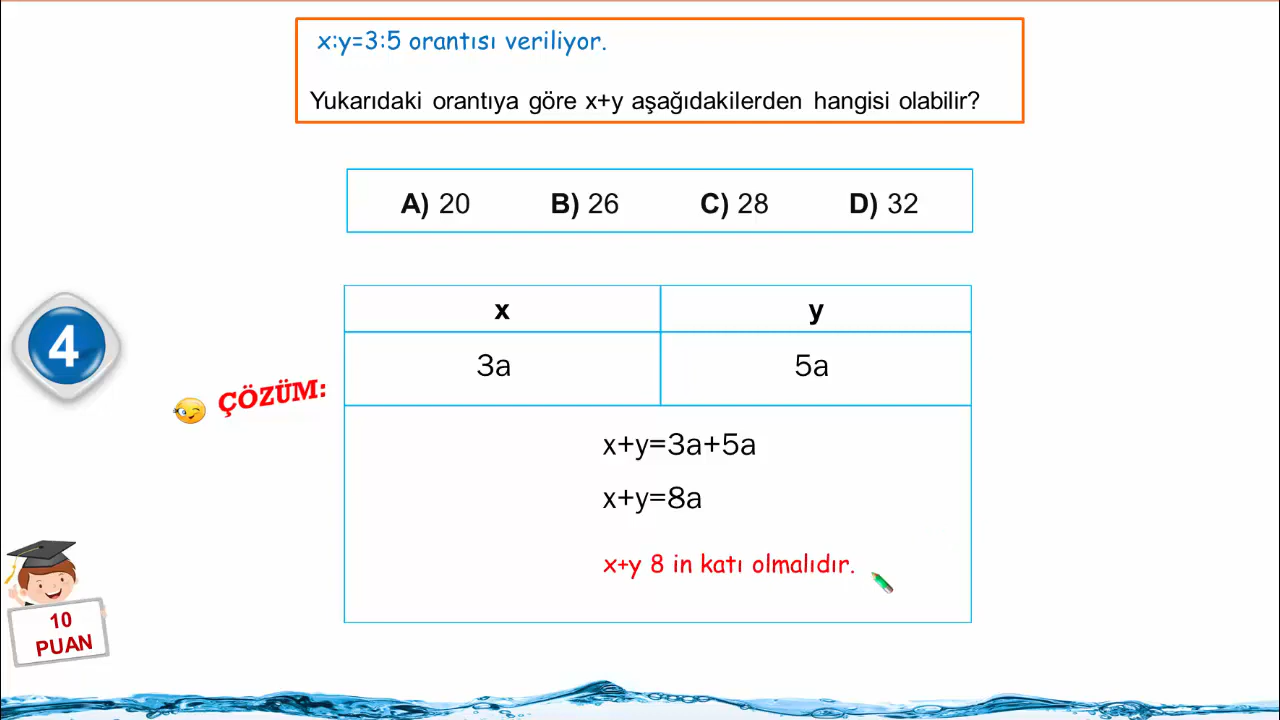 x:y=3:5 orantısı veriliyor.
Yukarıdaki orantıya göre x+y aşağıdakilerden hangisi olabilir?
A) 20 B) 26 C) 28 D) 32
x y
4
3a 5a
ÇÖZÜM:
x+y=3a+5a
x+y=8a
x+y 8 in katı olmalıdır.
10
PUAN